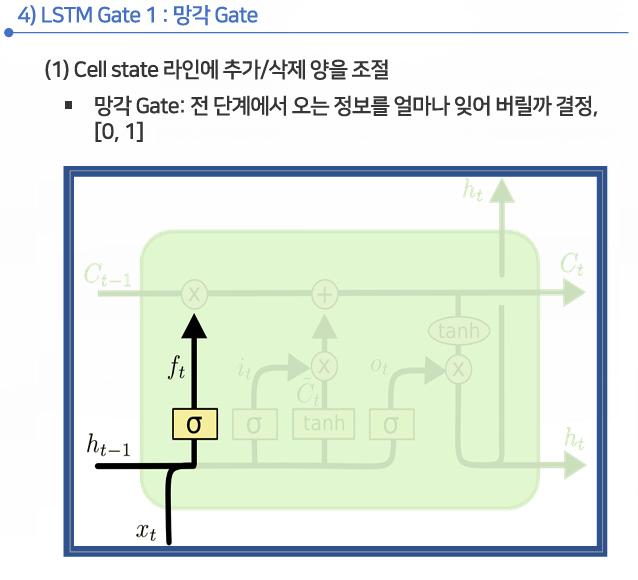 4) LSTM Gate 1 : 망각 Gate
(1) Cell state 라인에 추가/삭제 양을 조절
▪ 망각 Gate: 전 단계에서 오는 정보를 얼마나 잊어 버릴까 결정,
[0, 1]
h_t
C_{t-1}
C_t
X
+
tanh
f_t
i_t
X
C̃_t
o_t
X
σ
σ
tanh
σ
h_{t-1}
h_t
x_t